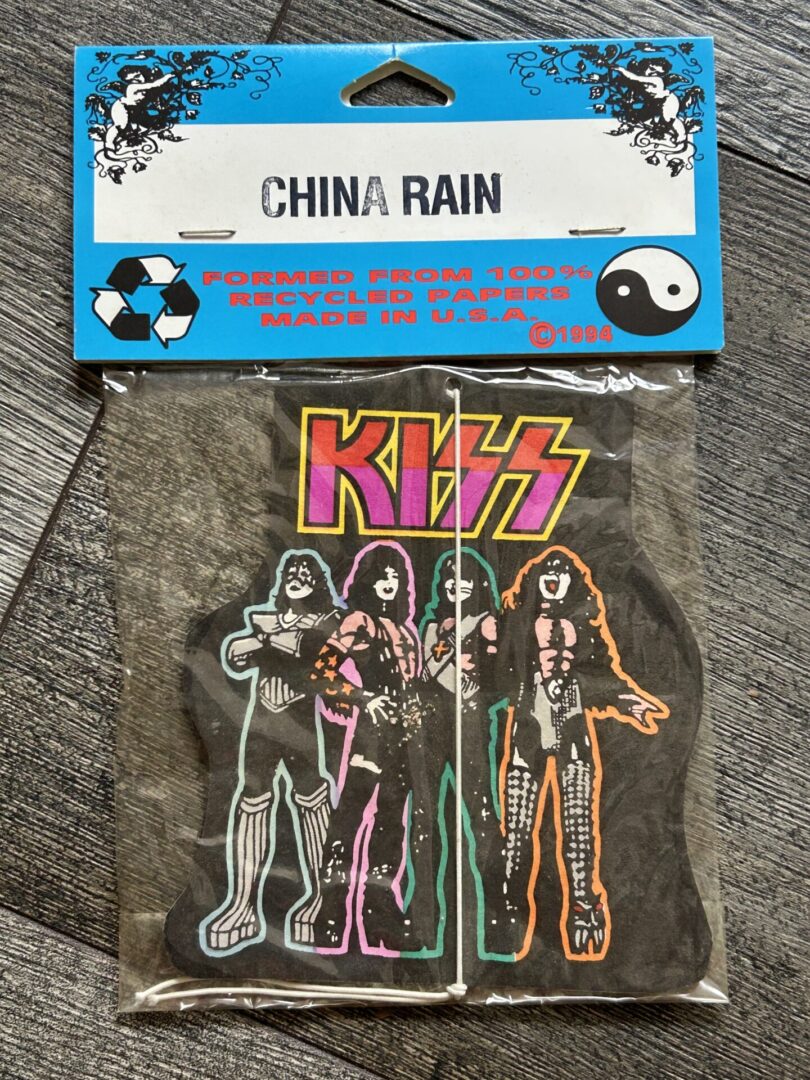 CHINA RAIN
FORMED FROM 100%
RECYCLED PAPERS
MADE IN U.S.A.
©1994
KISS